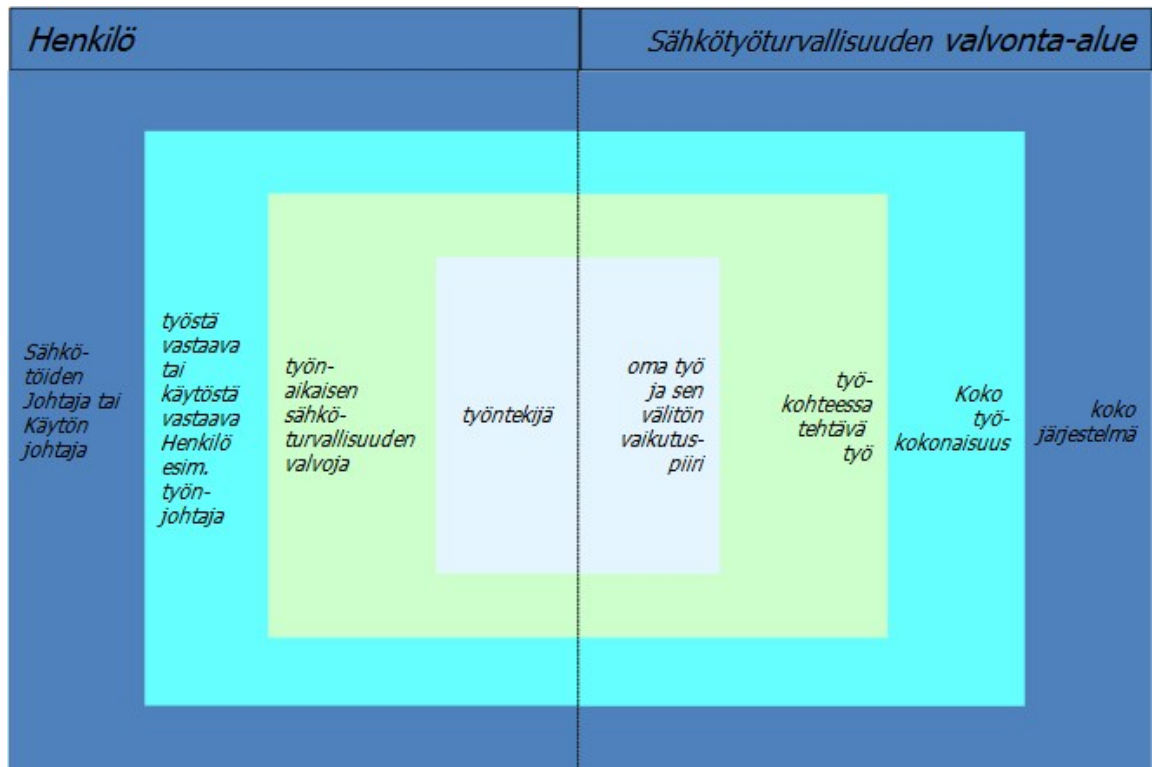 Henkilö
Sähkötyöturvallisuuden valvonta-alue
Sähkö-
töiden
Johtaja tai
Käytön
johtaja
työstä
vastaava
tai
käytöstä
vastaava
Henkilö
esim.
työn-
johtaja
työn-
aikaisen
sähkö-
turvallisuuden
valvoja
työntekijä
oma työ
ja sen
välitön
vaikutus-
piiri
työ-
kohteessa
tehtävä
työ
Koko
työ-
kokonaisuus
koko
järjestelmä